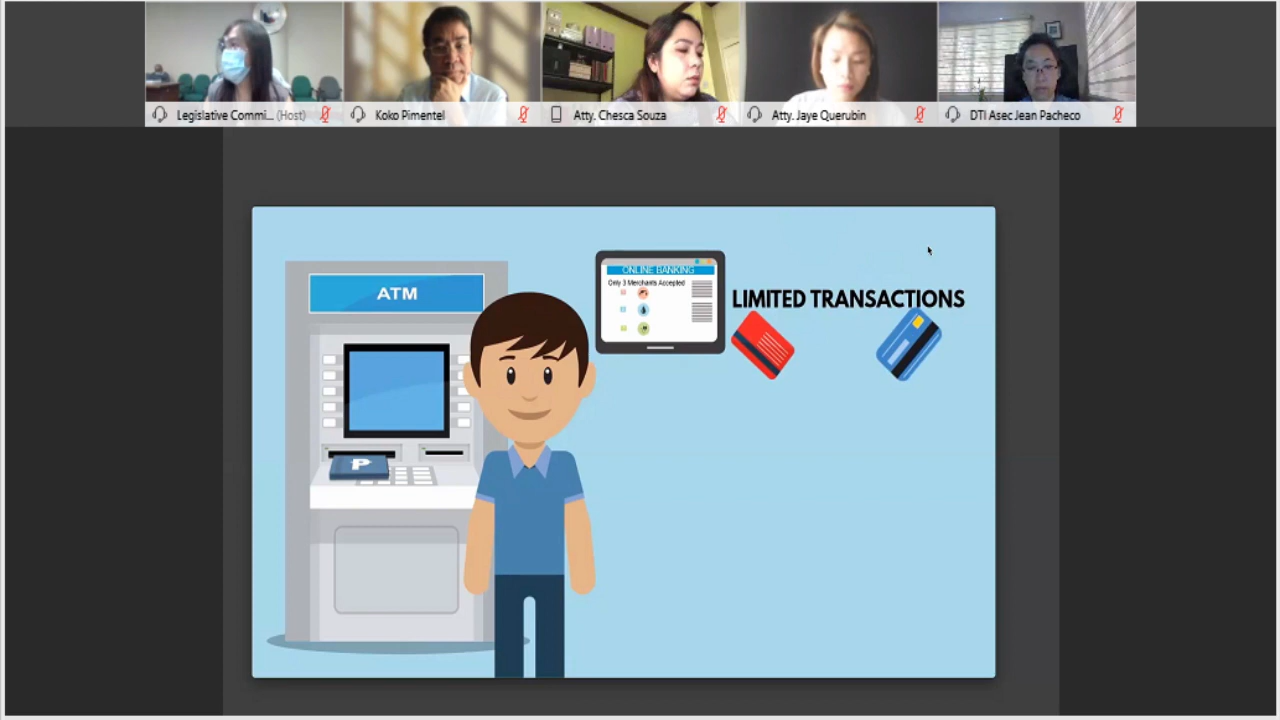 Legislative Commi... (Host)
Koko Pimentel
Atty. Chesca Souza
Atty. Jaye Querubin
DTI Asec Jean Pacheco
ATM
ONLINE BANKING
Only 3 Merchants Accepted
LIMITED TRANSACTIONS
₱